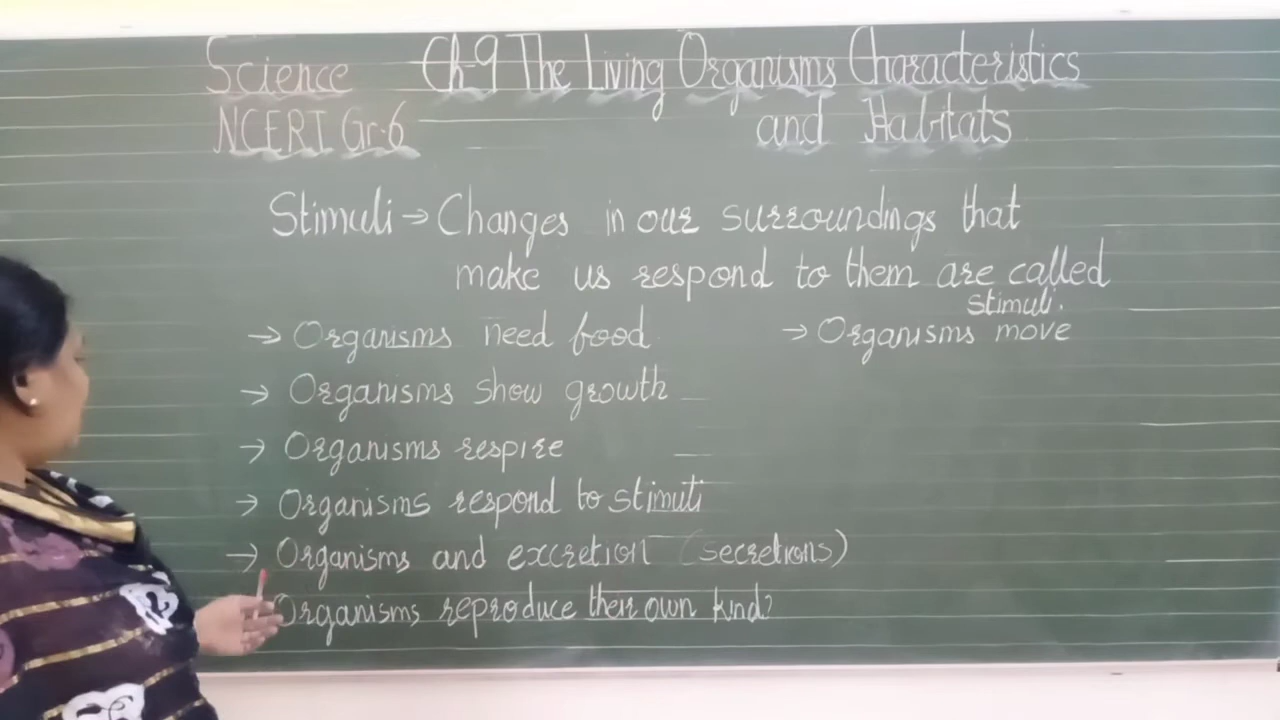 Science Ch-9 The Living Organisms Characteristics
NCERT Gr.6 and Habitats
Stimuli → Changes in our surroundings that
make us respond to them are called
stimuli.
→ Organisms need food → Organisms move
→ Organisms show growth
→ Organisms respire
→ Organisms respond to stimuti
→ Organisms and excretion (secretions)
Organisms reproduce their own kind?